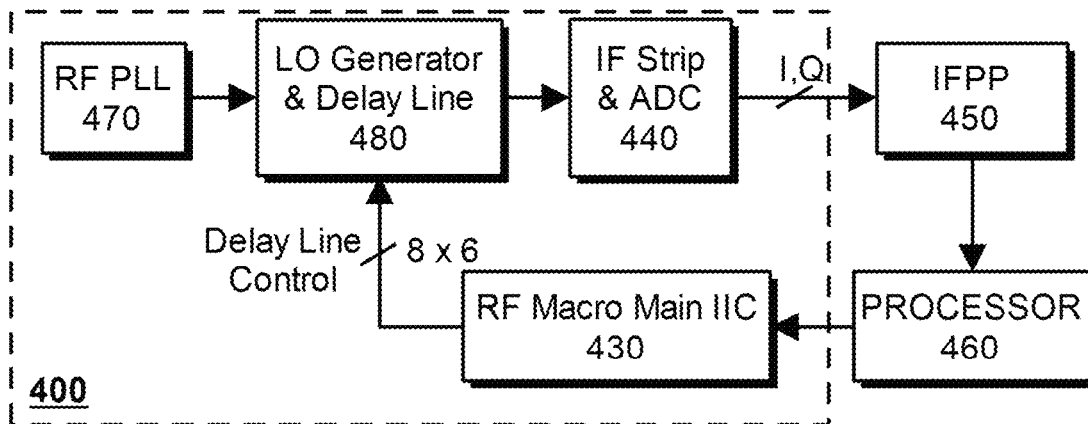 RF PLL
470
LO Generator
& Delay Line
480
IF Strip
& ADC
440
I,Q
IFPP
450
Delay Line
Control
8 x 6
RF Macro Main IIC
430
PROCESSOR
460
400